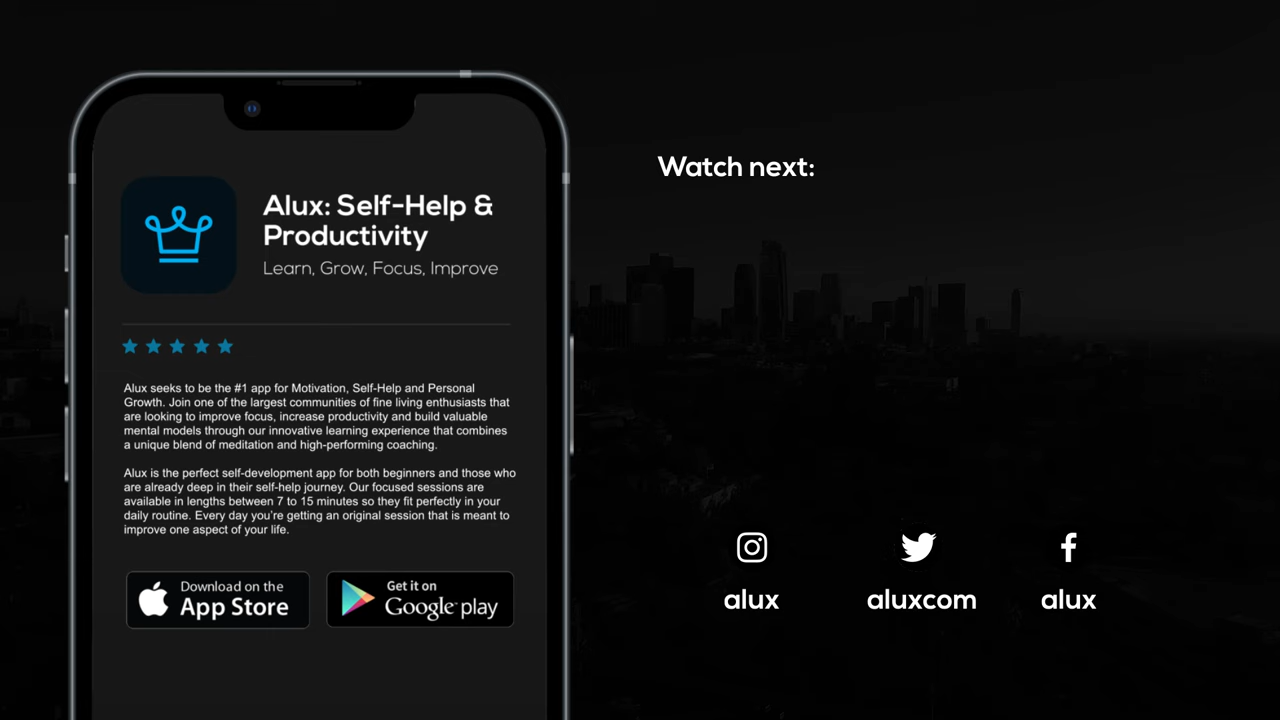 Alux: Self-Help &
Productivity
Learn, Grow, Focus, Improve
Alux seeks to be the #1 app for Motivation, Self-Help and Personal
Growth. Join one of the largest communities of fine living enthusiasts that
are looking to improve focus, increase productivity and build valuable
mental models through our innovative learning experience that combines
a unique blend of meditation and high-performing coaching.
Alux is the perfect self-development app for both beginners and those who
are already deep in their self-help journey. Our focused sessions are
available in lengths between 7 to 15 minutes so they fit perfectly in your
daily routine. Every day you're getting an original session that is meant to
improve one aspect of your life.
Download on the
App Store
Get it on
Google play
Watch next:
alux
aluxcom
alux